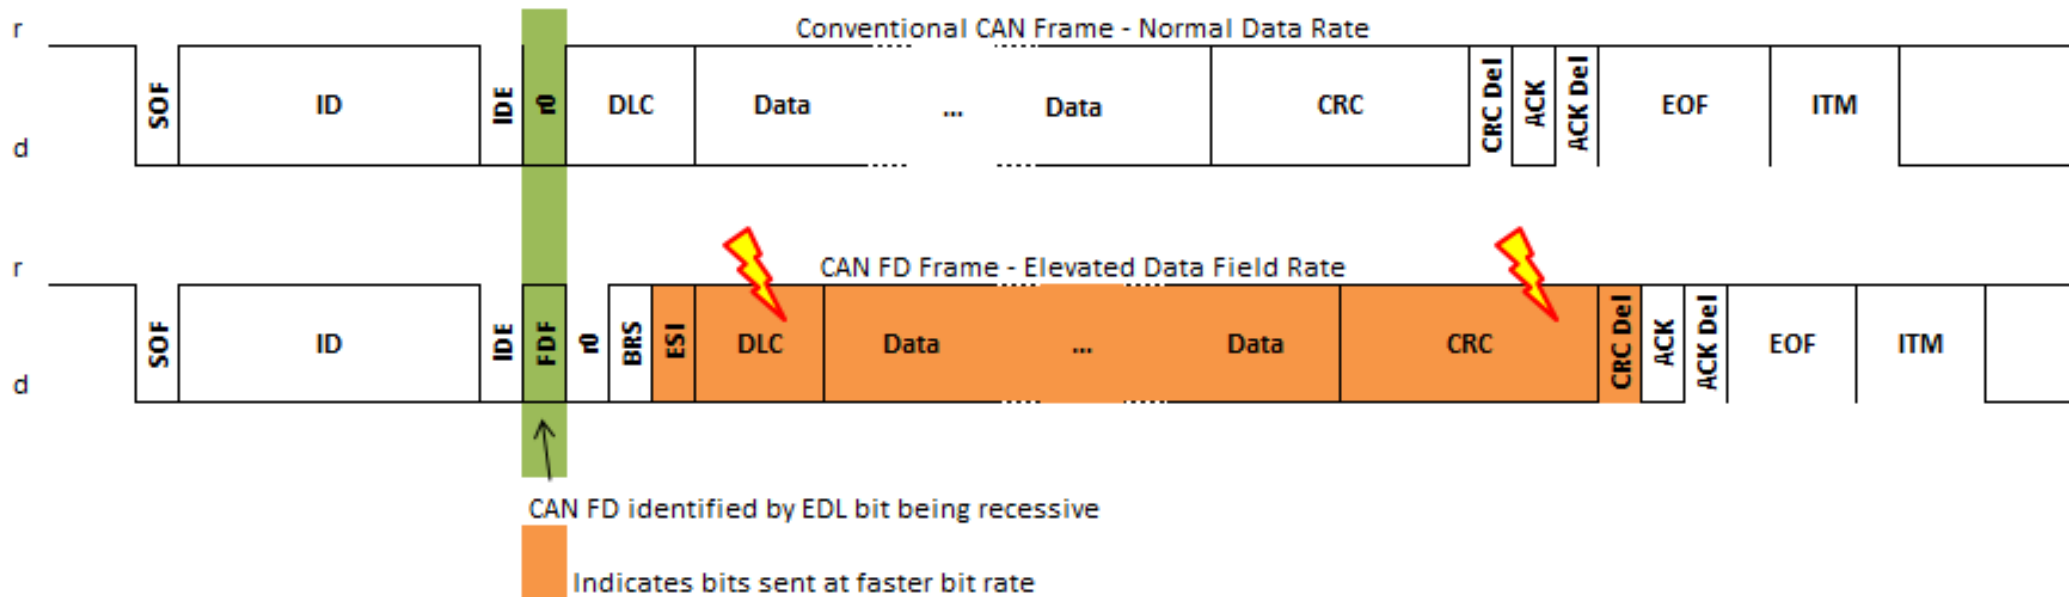 r Conventional CAN Frame - Normal Data Rate
SOF ID IDE r0 DLC Data ... Data CRC CRC Del ACK ACK Del EOF ITM
d
r CAN FD Frame - Elevated Data Field Rate
SOF ID IDE FDF r0 BRS ESI DLC Data ... Data CRC CRC Del ACK ACK Del EOF ITM
d
CAN FD identified by EDL bit being recessive
Indicates bits sent at faster bit rate